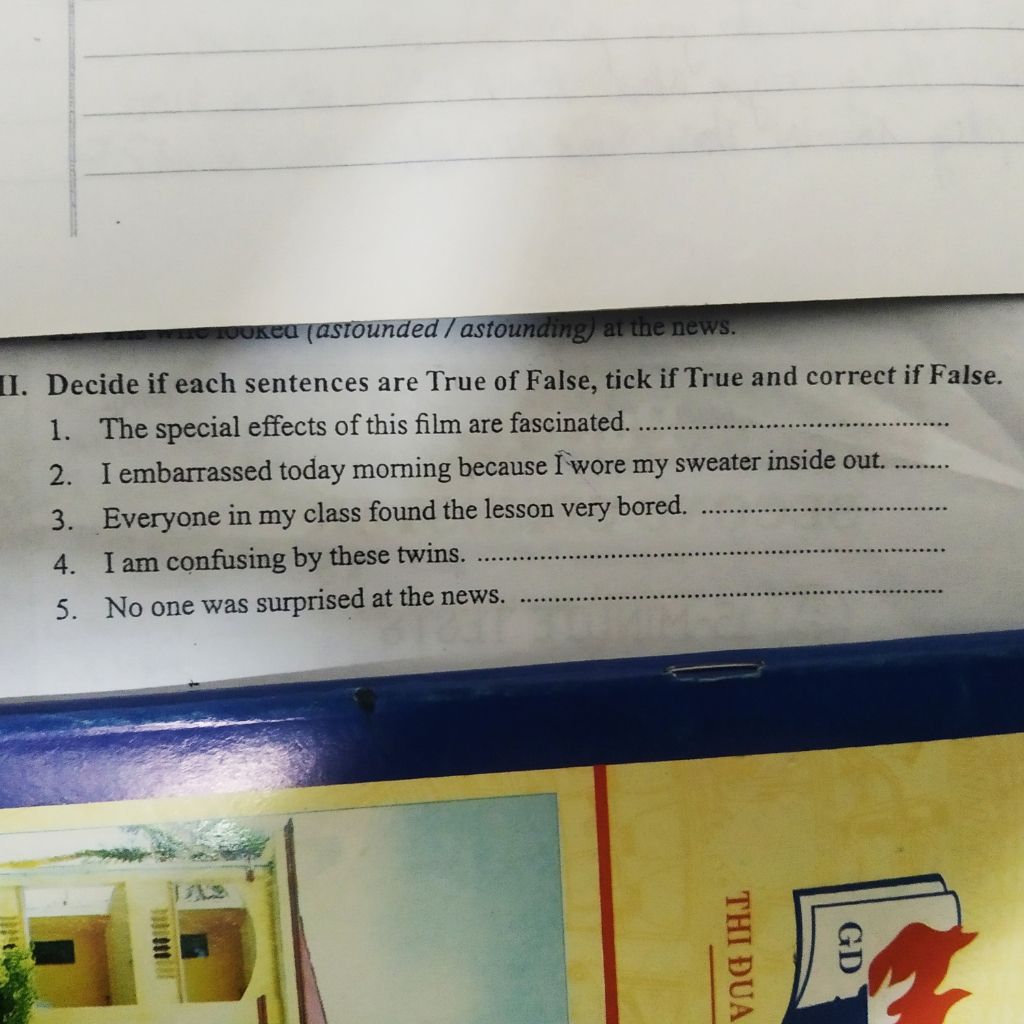 looked (astounded / astounding) at the news.
II. Decide if each sentences are True of False, tick if True and correct if False.
1. The special effects of this film are fascinated. ................................................
2. I embarrassed today morning because I wore my sweater inside out. ........
3. Everyone in my class found the lesson very bored. ......................................
4. I am confusing by these twins. .........................................................................
5. No one was surprised at the news. ..................................................................
THI ĐUA
GD